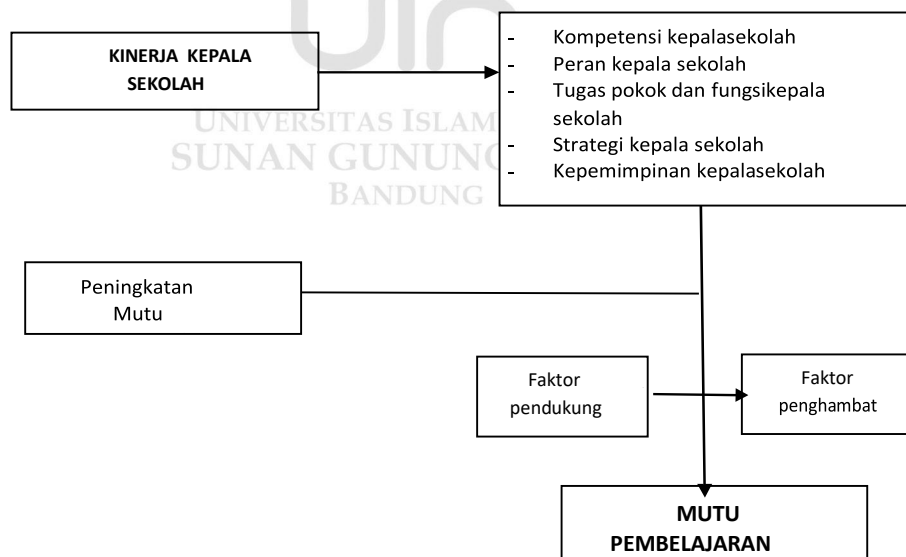 KINERJA KEPALA
SEKOLAH
- Kompetensi kepalasekolah
- Peran kepala sekolah
- Tugas pokok dan fungsikepala
sekolah
- Strategi kepala sekolah
- Kepemimpinan kepalasekolah
uin
UNIVERSITAS ISLAM
SUNAN GUNUNG
BANDUNG
Peningkatan
Mutu
Faktor
pendukung
Faktor
penghambat
MUTU
PEMBELAJARAN